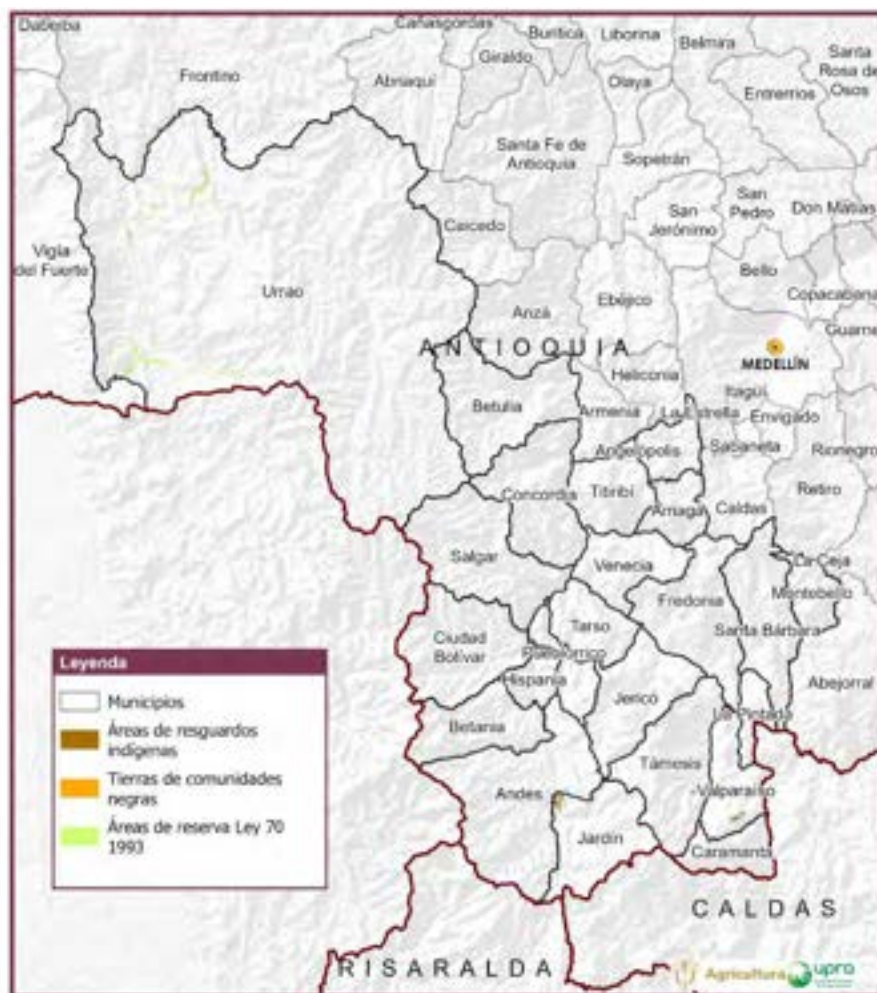 Dabeiba
Cañasgordas
Buriticá
Liborina
Belmira
Santa
Rosa de
Osos
Frontino
Abriaquí
Giraldo
Olaya
Entrerrios
Santa Fe de
Antioquia
Sopetrán
San
Pedro
Don Matías
Caicedo
San
Jerónimo
Vigía
del Fuerte
Bello
Copacabana
Urrao
Anzá
Ebéjico
Guarne
ANTIOQUIA
MEDELLÍN
Heliconia
Itagui
Betulia
Armenia
La Estrella
Envigado
Angelópolis
Sabaneta
Rionegro
Concordia
Titiribí
Amagá
Caldas
Retiro
Salgar
Venecia
La Ceja
Montebello
Fredonia
Tarso
Santa Bárbara
Ciudad
Bolívar
Pueblorrico
Hispania
Jericó
Abejorral
La Pintada
Betania
Támesis
Andes
Valparaíso
Jardín
Caramanta
CALDAS
RISARALDA
Leyenda
Municipios
Áreas de resguardos
indígenas
Tierras de comunidades
negras
Áreas de reserva Ley 70
1993
Agricultura
upra